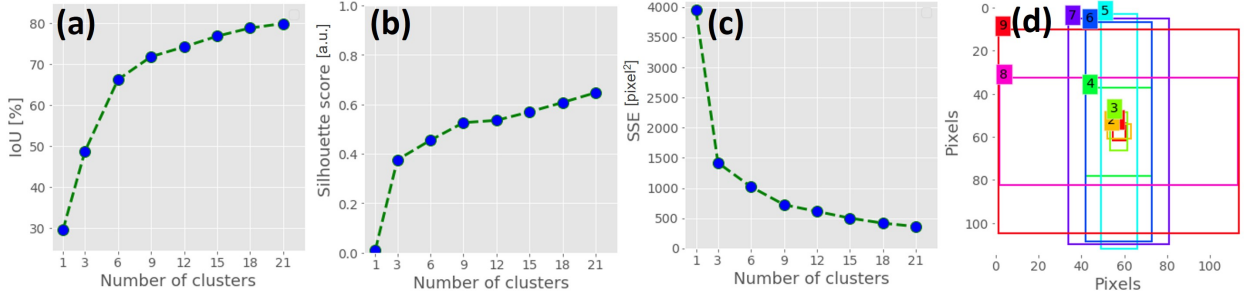 (a)
IoU [%]
80
70
60
50
40
30
1 3 6 9 12 15 18 21
Number of clusters
(b)
Silhouette score [a.u.]
1.0
0.8
0.6
0.4
0.2
0.0
1 3 6 9 12 15 18 21
Number of clusters
(c)
SSE [pixel²]
4000
3500
3000
2500
2000
1500
1000
500
0
1 3 6 9 12 15 18 21
Number of clusters
(d)
Pixels
0
20
40
60
80
100
9
8
7
6
5
4
3
2
0 20 40 60 80 100
Pixels